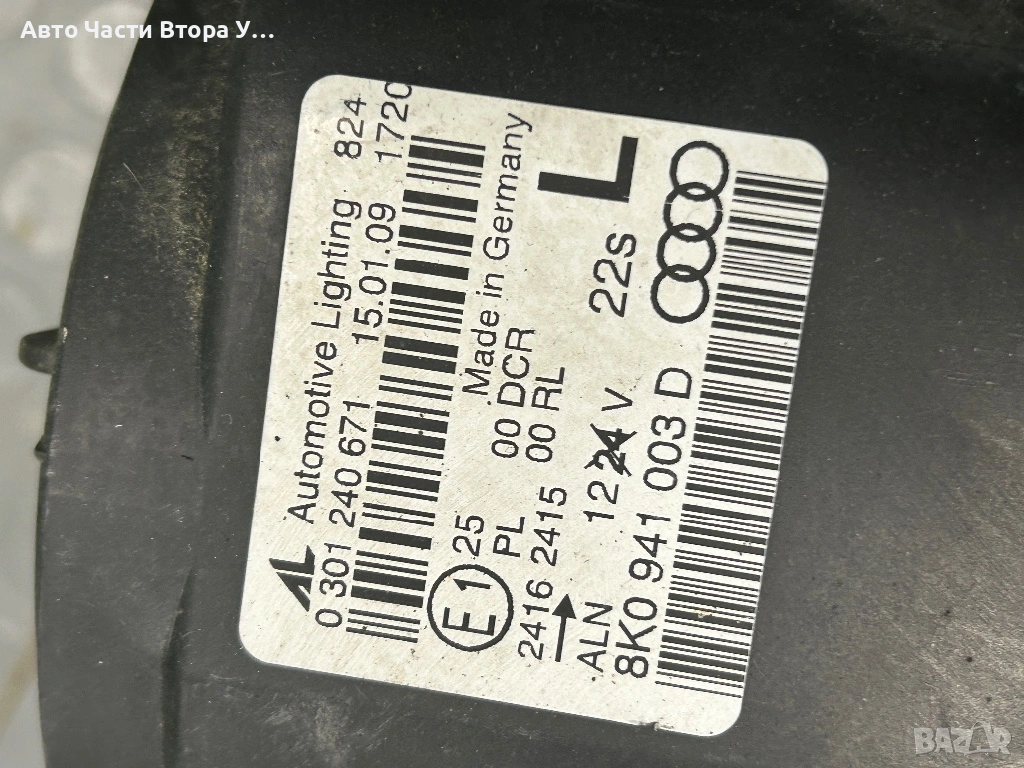 Авто Части Втора У...
AL Automotive Lighting 824
0 301 240 671 15.01.09 1720
Made in Germany
E1 25
PL 00 DCR
2416 2415 00 RL
L
ALN 12 24 V 22s
8K0 941 003 D
BAZAR